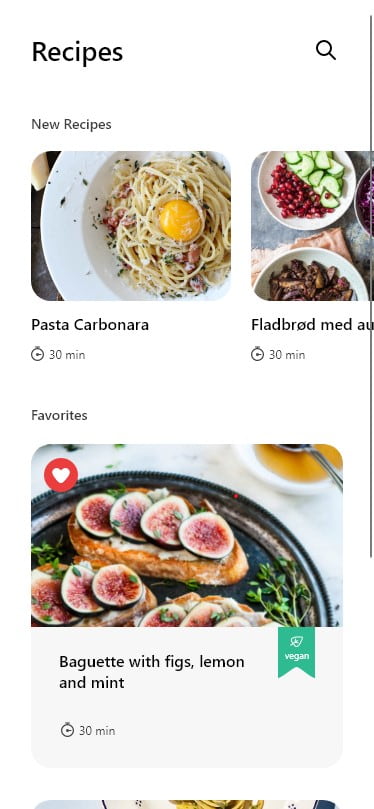 Recipes
New Recipes
Pasta Carbonara
Fladbrød med au
30 min
30 min
Favorites
vegan
Baguette with figs, lemon
and mint
30 min